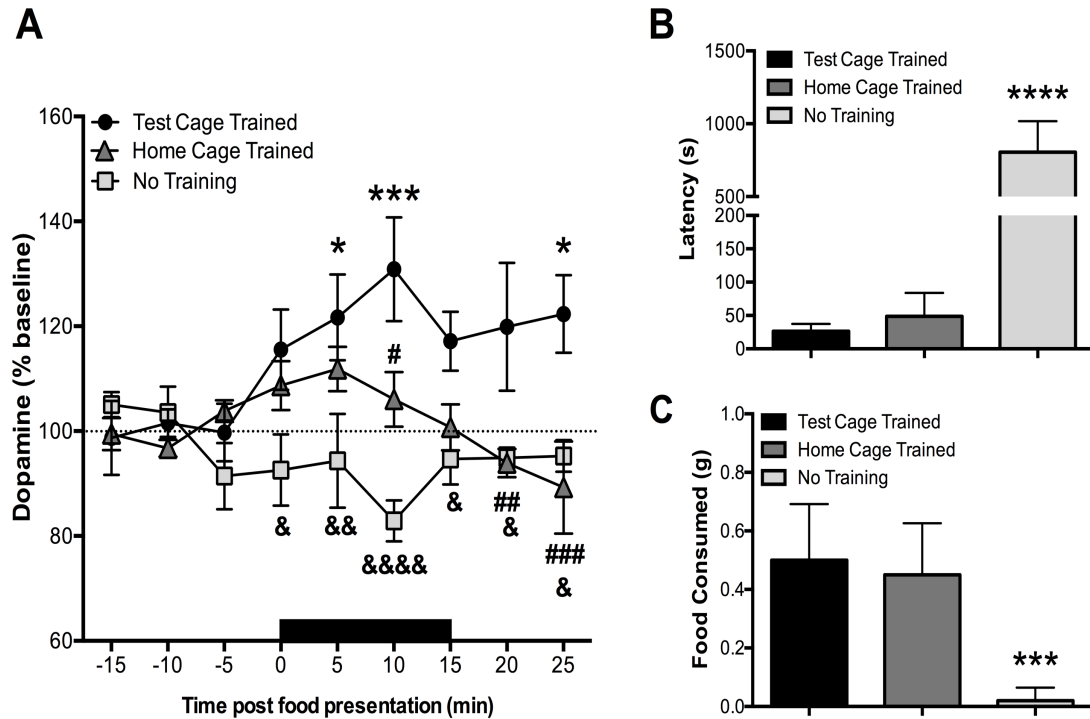 A
160
140
120
100
80
60
Dopamine (% baseline)
Test Cage Trained
Home Cage Trained
No Training
*
***
*
#
&
&&
&&&&
&
##
&
###
&
-15 -10 -5 0 5 10 15 20 25
Time post food presentation (min)
B
1500
1000
500
200
150
100
50
0
Latency (s)
Test Cage Trained
Home Cage Trained
No Training
****
C
1.0
0.8
0.6
0.4
0.2
0.0
Food Consumed (g)
Test Cage Trained
Home Cage Trained
No Training
***